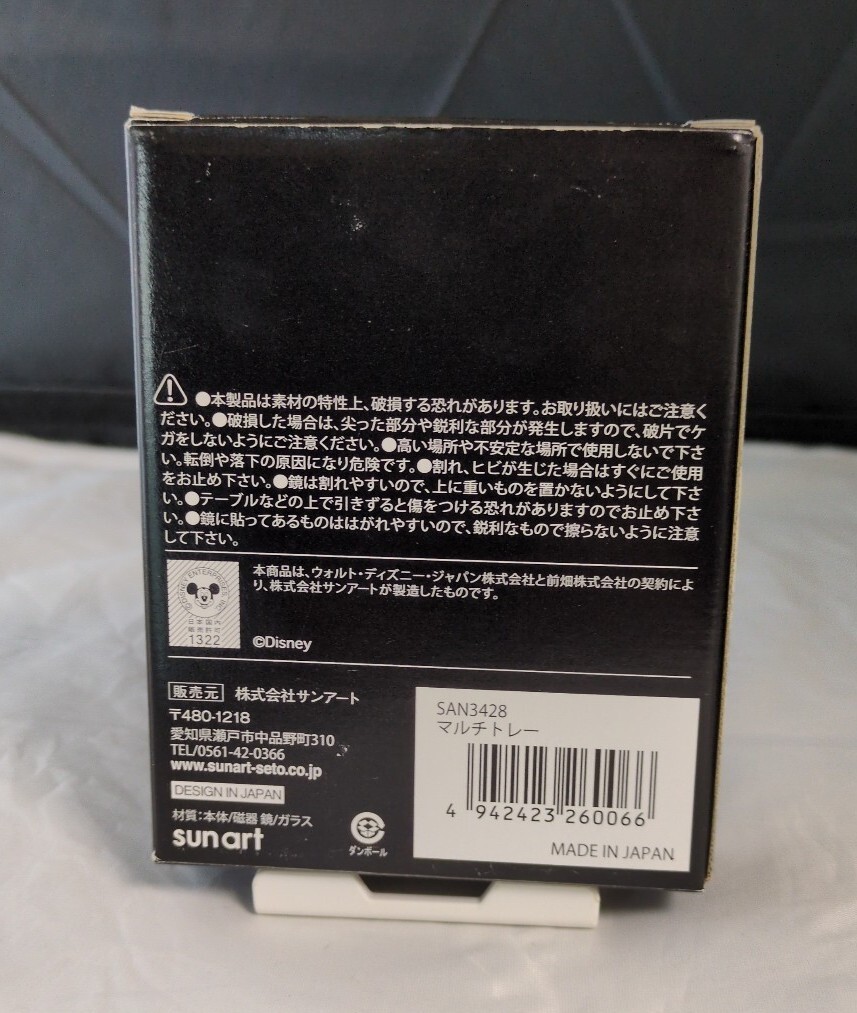 ●本製品は素材の特性上、破損する恐れがあります。お取り扱いにはご注意く
ださい。●破損した場合は、尖った部分や鋭利な部分が発生しますので、破片でケ
ガをしないようにご注意ください。●高い場所や不安定な場所で使用しないで下さ
い。転倒や落下の原因になり危険です。●割れ、ヒビが生じた場合はすぐにご使用
をお止め下さい。●鏡は割れやすいので、上に重いものを置かないようにして下さ
い。●テーブルなどの上で引きずると傷をつける恐れがありますのでお止め下さ
い。●鏡に貼ってあるものははがれやすいので、鋭利なもので擦らないように注意
して下さい。
DISNEY ENTERPRISES, INC.
日本国内
販売許可
1322
本商品は、ウォルト・ディズニー・ジャパン株式会社と前畑株式会社の契約によ
り、株式会社サンアートが製造したものです。
©Disney
販売元 株式会社サンアート
〒480-1218
愛知県瀬戸市中品野町310
TEL/0561-42-0366
www.sunart-seto.co.jp
DESIGN IN JAPAN
材質:本体/磁器 鏡/ガラス
sunart
ダンボール
SAN3428
マルチトレー
4 942423 260066
MADE IN JAPAN